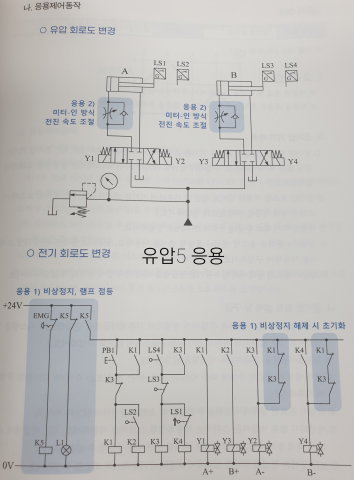 나. 응용제어동작
○ 유압 회로도 변경
LS1 LS2
LS3 LS4
A
B
응용 2)
미터-인 방식
전진 속도 조절
응용 2)
미터-인 방식
전진 속도 조절
Y1 Y2
Y3 Y4
○ 전기 회로도 변경
유압5 응용
응용 1) 비상정지, 램프 점등
+24V
응용 1) 비상정지 해제 시 초기화
EMG K5 K5
PB1 K1 LS4 K3 K1 K2 K3 K1 K4 K1
K3 LS3 K3 K3
LS2 LS1
K5 L1 K1 K2 K3 K4 Y1 Y3 Y2 Y4
0V
A+ B+ A- B-